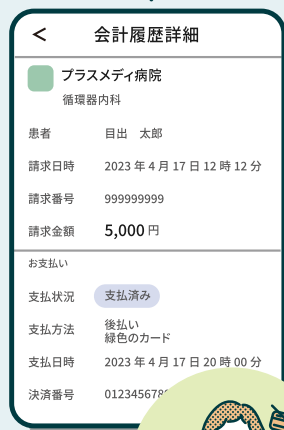 会計履歴詳細
プラスメディ病院
循環器内科
患者 目出 太郎
請求日時 2023 年 4 月 17 日 12 時 12 分
請求番号 999999999
請求金額 5,000 円
お支払い
支払状況 支払済み
支払方法 後払い
緑色のカード
支払日時 2023 年 4 月 17 日 20 時 00 分
決済番号